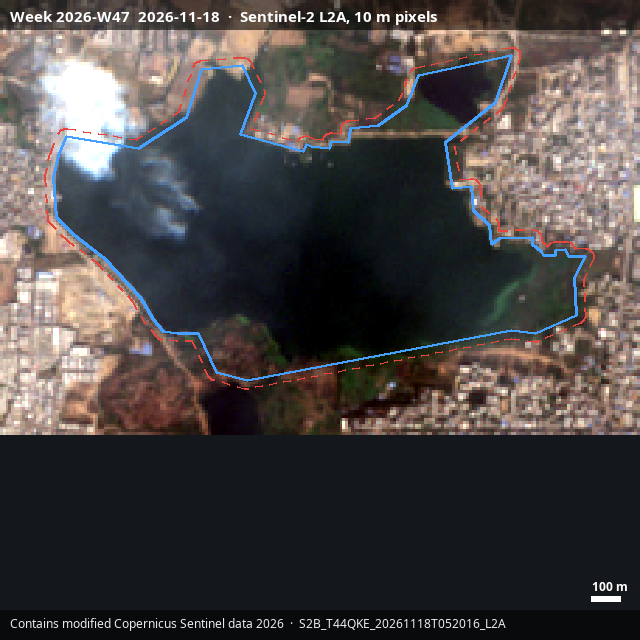 Week 2026-W47 2026-11-18 · Sentinel-2 L2A, 10 m pixels
100 m
Contains modified Copernicus Sentinel data 2026 · S2B_T44QKE_20261118T052016_L2A